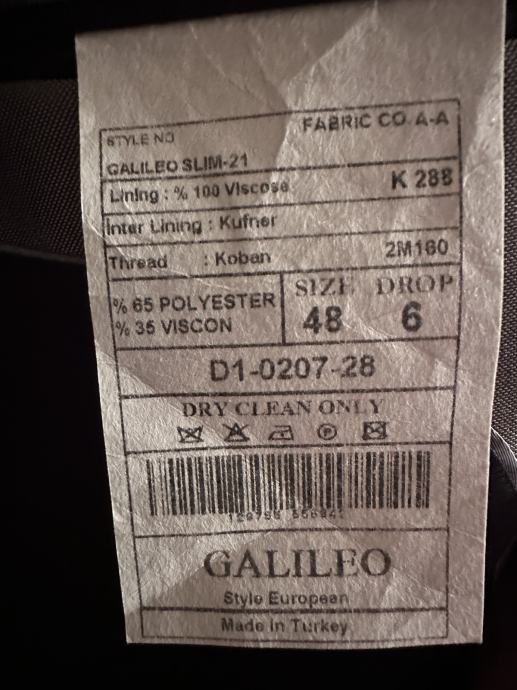 STYLE NO FABRIC CO. A-A
GALILEO SLIM-21
Lining : % 100 Viscose K 288
Inter Lining : Kufner
Thread : Koban 2M160
% 65 POLYESTER
% 35 VISCON
SIZE DROP
48 6
D1-0207-28
DRY CLEAN ONLY
GALILEO
Style European
Made In Turkey